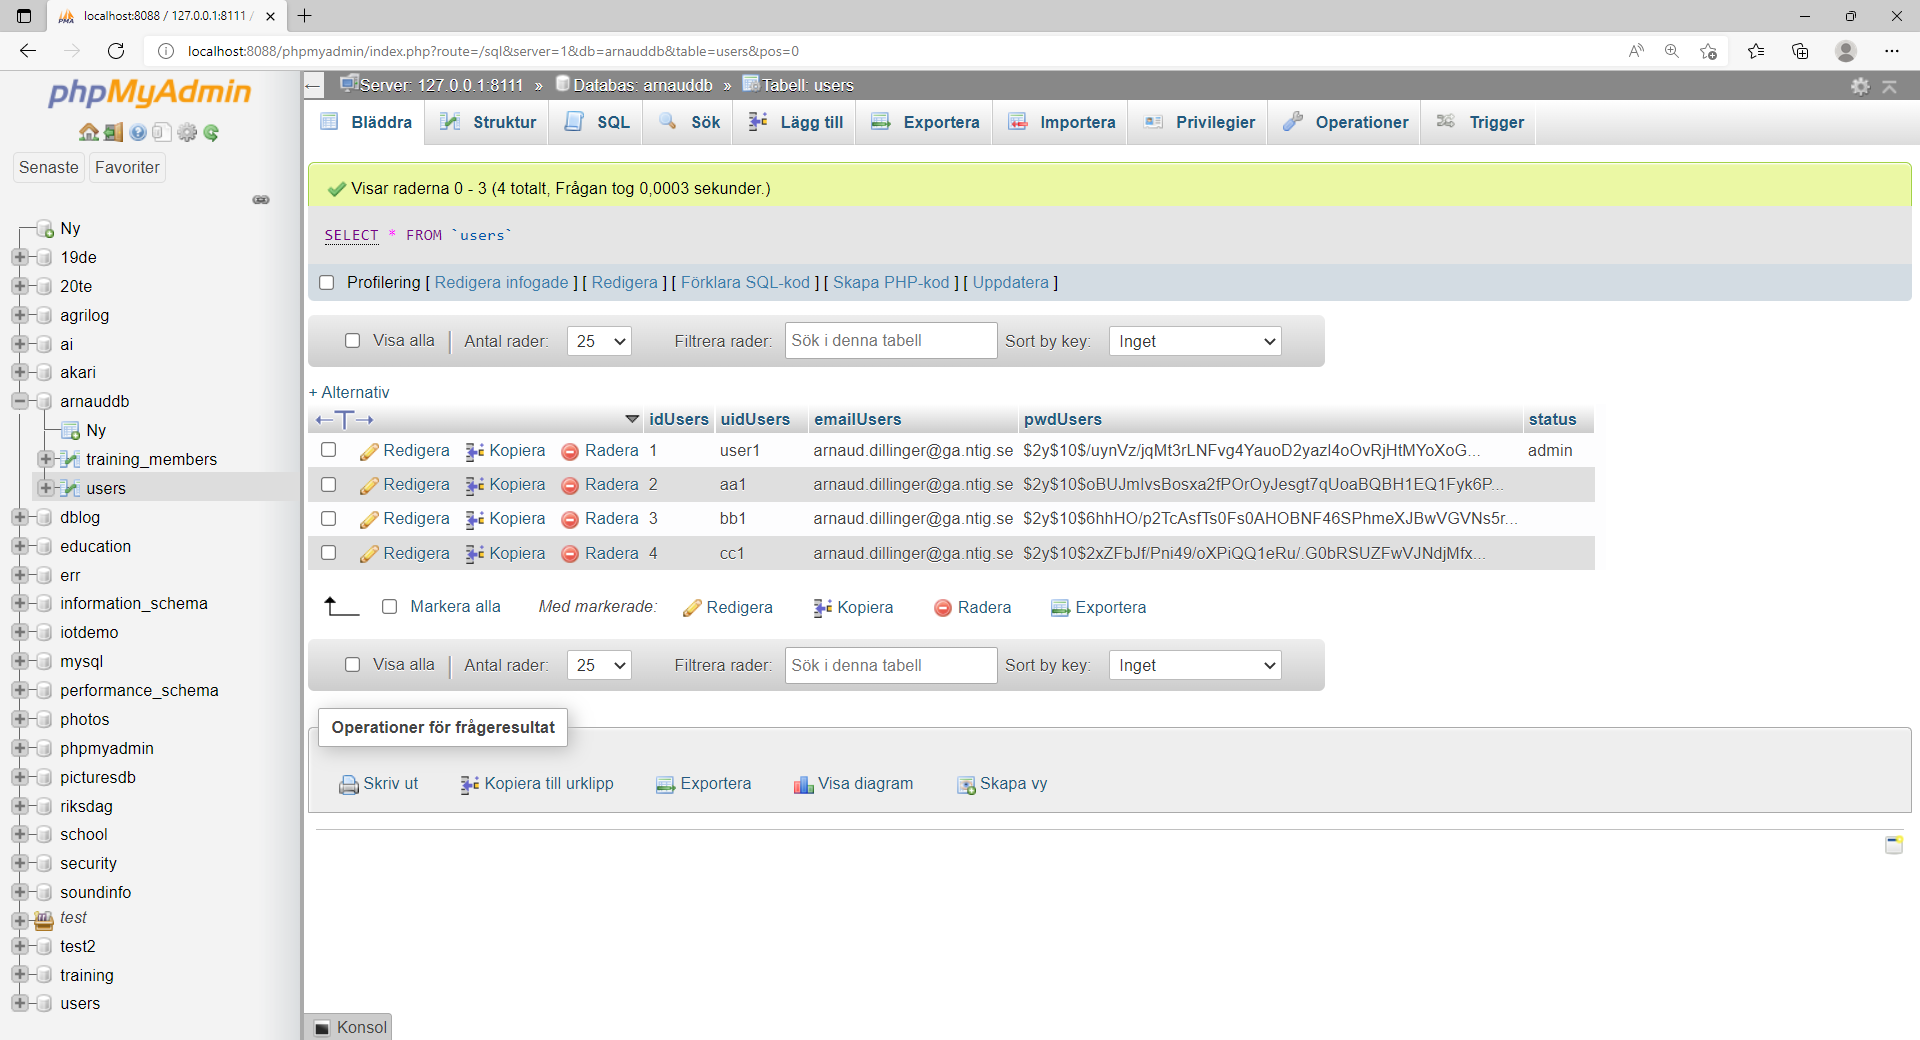 localhost:8088 / 127.0.0.1:8111 /
localhost:8088/phpmyadmin/index.php?route=/sql&server=1&db=arnauddb&table=users&pos=0
phpMyAdmin
Senaste Favoriter
Ny
19de
20te
agrilog
ai
akari
arnauddb
Ny
training_members
users
dblog
education
err
information_schema
iotdemo
mysql
performance_schema
photos
phpmyadmin
picturesdb
riksdag
school
security
soundinfo
test
test2
training
users
Server: 127.0.0.1:8111 » Databas: arnauddb » Tabell: users
Bläddra Struktur SQL Sök Lägg till Exportera Importera Privilegier Operationer Trigger
Visar raderna 0 - 3 (4 totalt, Frågan tog 0,0003 sekunder.)
SELECT * FROM `users`
Profilering [ Redigera infogade ] [ Redigera ] [ Förklara SQL-kod ] [ Skapa PHP-kod ] [ Uppdatera ]
Visa alla Antal rader: 25 Filtrera rader: Sök i denna tabell Sort by key: Inget
+ Alternativ
idUsers uidUsers emailUsers pwdUsers status
Redigera Kopiera Radera 1 user1 arnaud.dillinger@ga.ntig.se $2y$10$/uynVz/jqMt3rLNFvg4YauoD2yazl4oOvRjHtMYoXoG... admin
Redigera Kopiera Radera 2 aa1 arnaud.dillinger@ga.ntig.se $2y$10$oBUJmlvsBosxa2fPOrOyJesgt7qUoaBQBH1EQ1Fyk6P...
Redigera Kopiera Radera 3 bb1 arnaud.dillinger@ga.ntig.se $2y$10$6hhHO/p2TcAsfTs0Fs0AHOBNF46SPhmeXJBwVGVNs5r...
Redigera Kopiera Radera 4 cc1 arnaud.dillinger@ga.ntig.se $2y$10$2xZFbJf/Pni49/oXPiQQ1eRu/.G0bRSUZFwVJNdjMfx...
Markera alla Med markerade: Redigera Kopiera Radera Exportera
Visa alla Antal rader: 25 Filtrera rader: Sök i denna tabell Sort by key: Inget
Operationer för frågeresultat
Skriv ut Kopiera till urklipp Exportera Visa diagram Skapa vy
Konsol